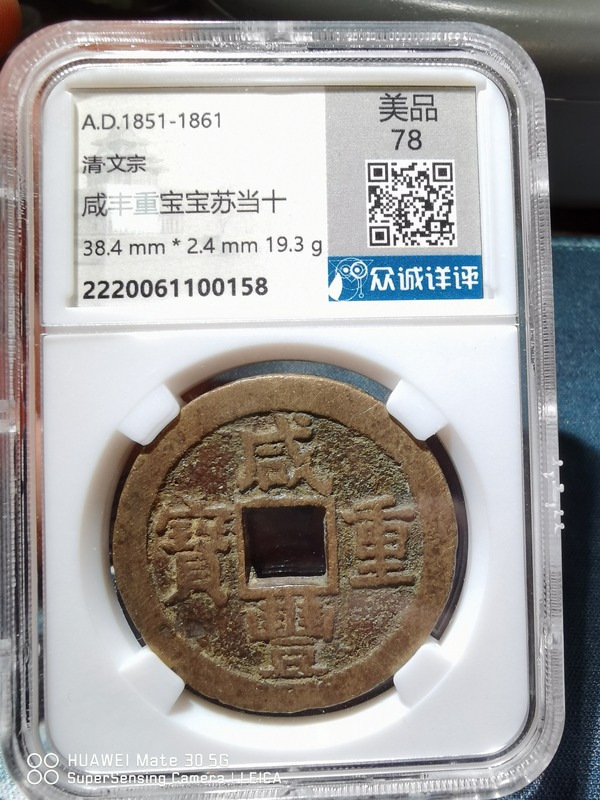 A.D.1851-1861
清·文宗
咸丰重宝宝苏当十
38.4 mm * 2.4 mm 19.3 g
2220061100158
美品
78
众诚详评
咸
寶 重
豐
HUAWEI Mate 30 5G
SuperSensing Camera | LEICA